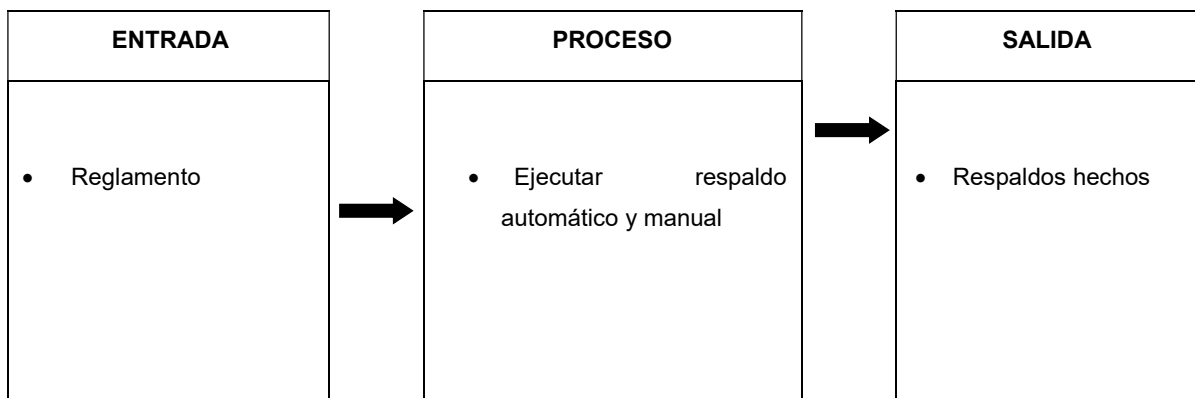 ENTRADA
PROCESO
SALIDA
• Reglamento
• Ejecutar respaldo
automático y manual
• Respaldos hechos